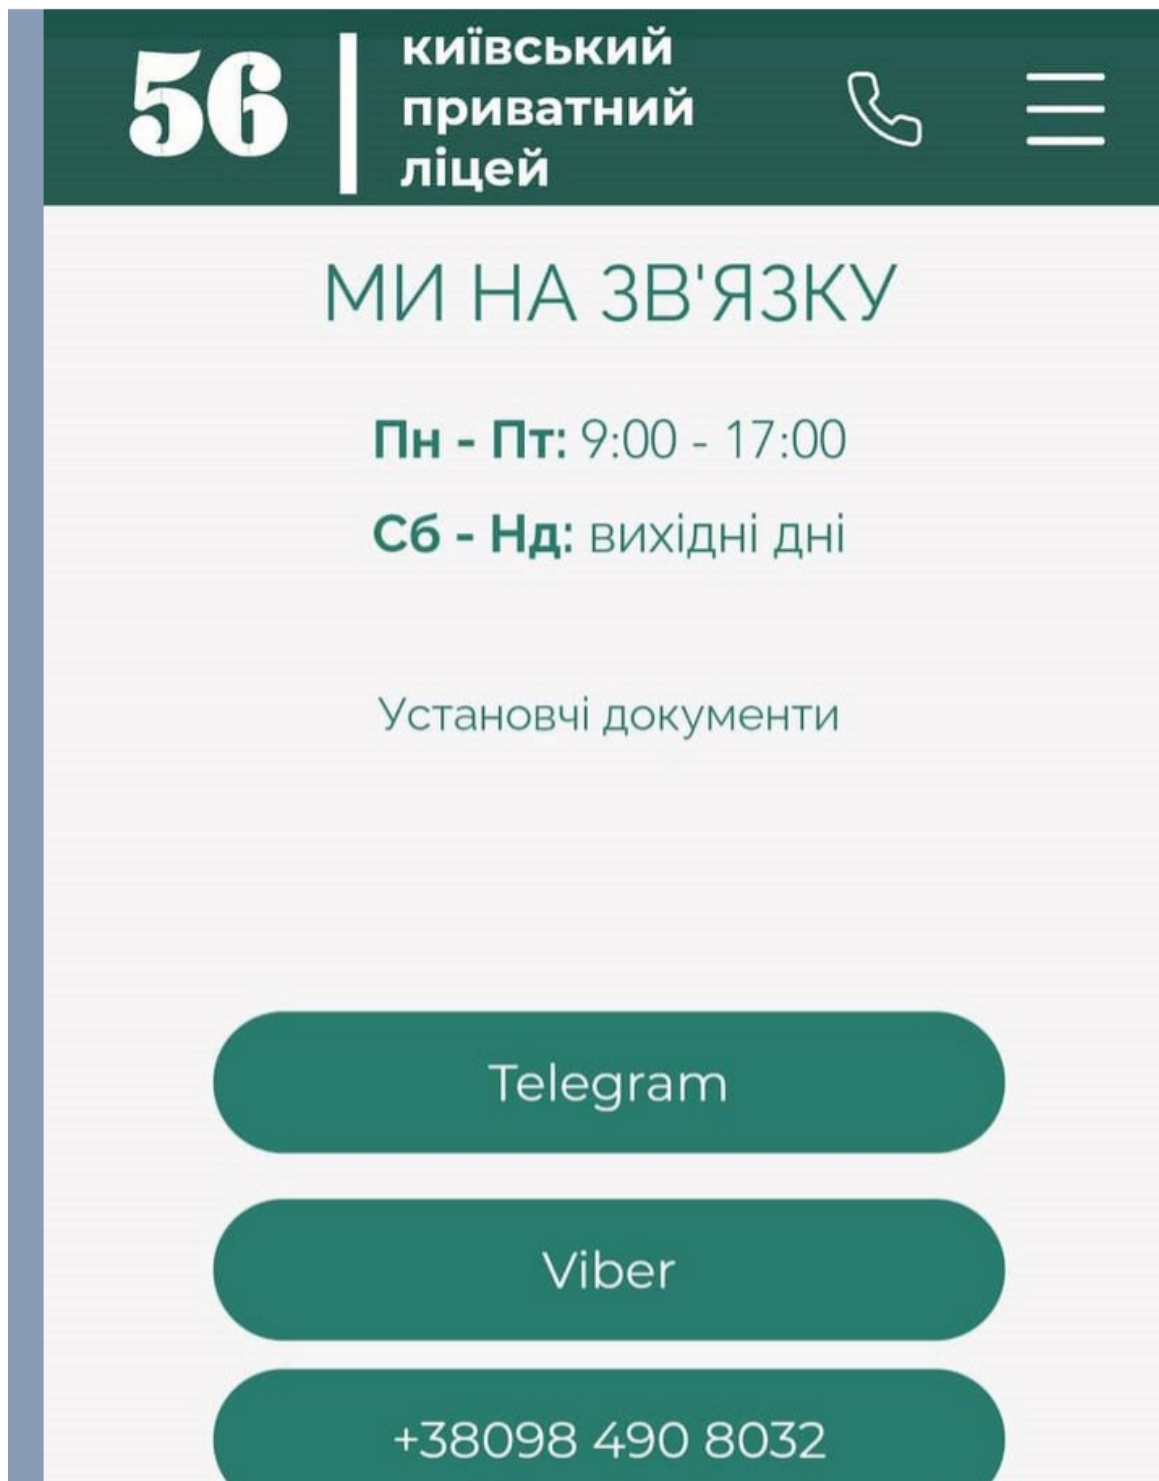 56
київський
приватний
ліцей
МИ НА ЗВ'ЯЗКУ
Пн - Пт: 9:00 - 17:00
Сб - Нд: вихідні дні
Установчі документи
Telegram
Viber
+38098 490 8032